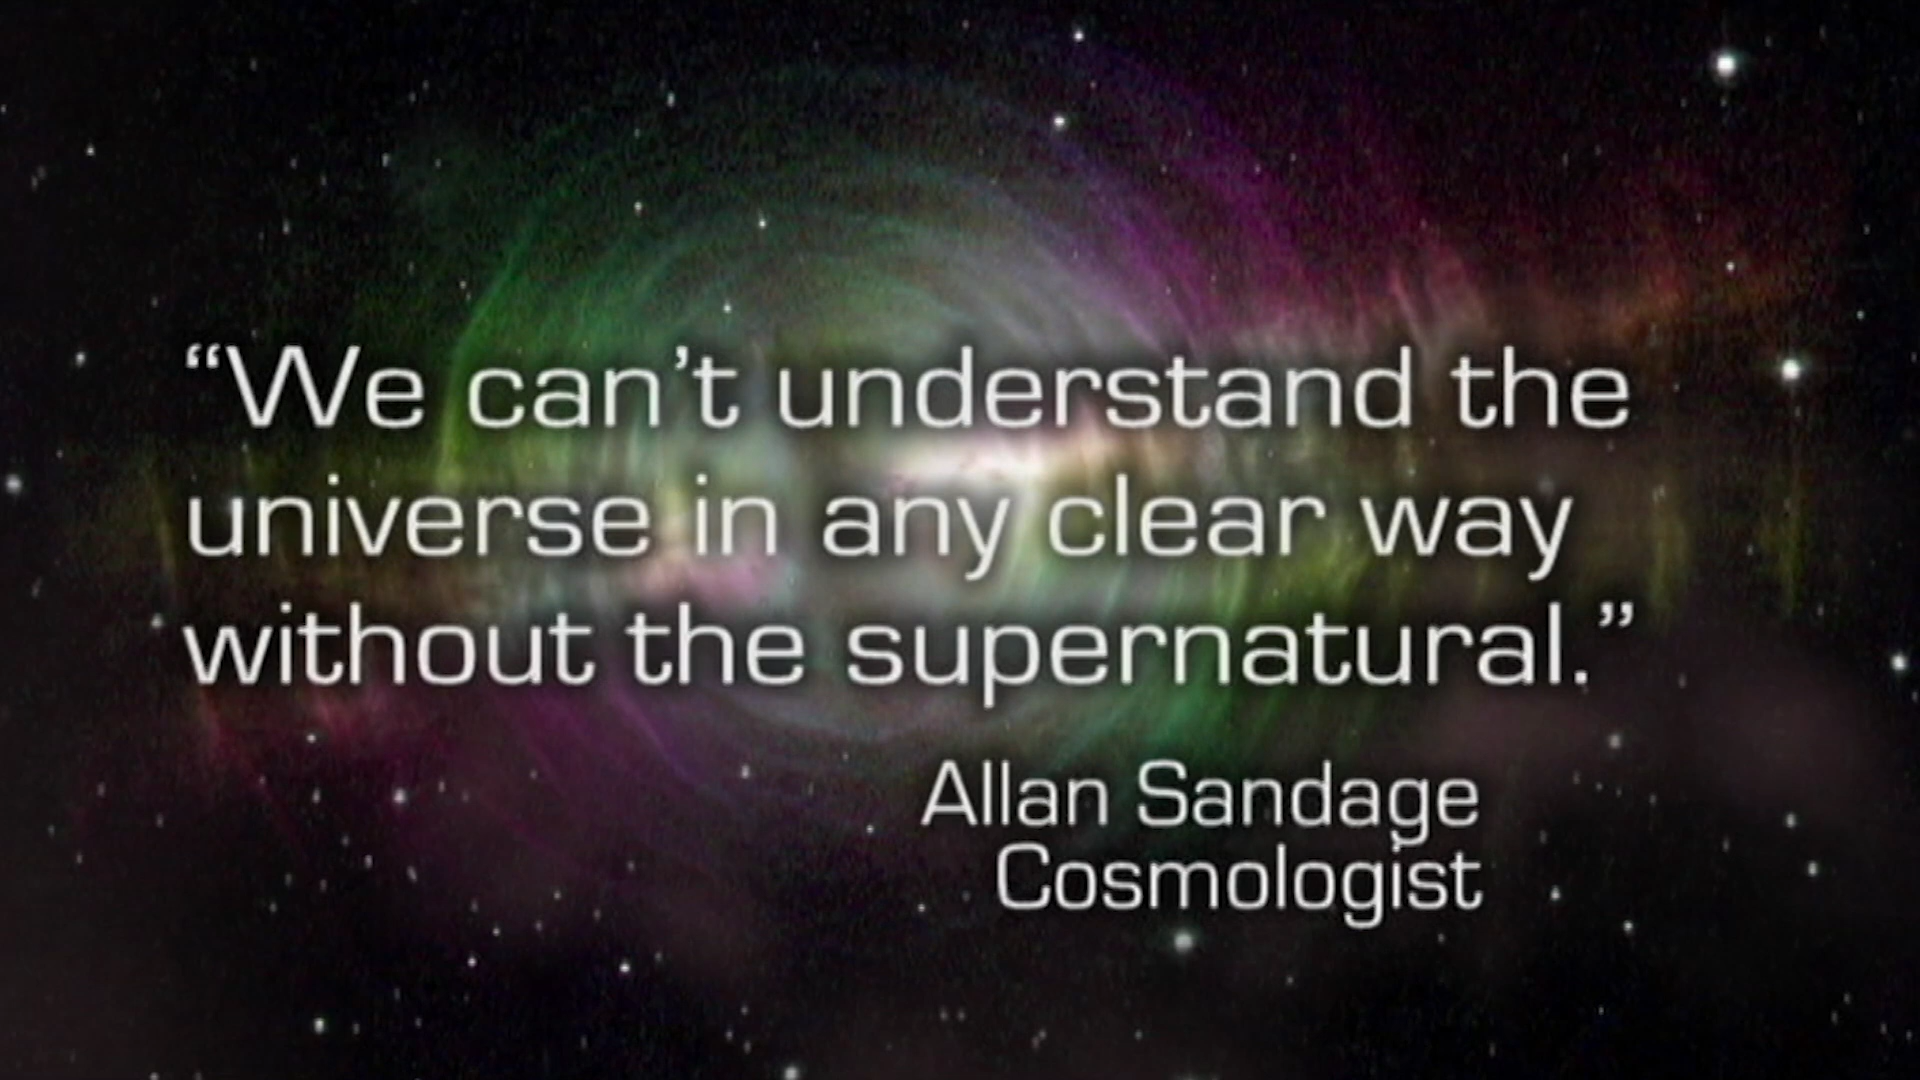 “We can’t understand the
universe in any clear way
without the supernatural.”
Allan Sandage
Cosmologist